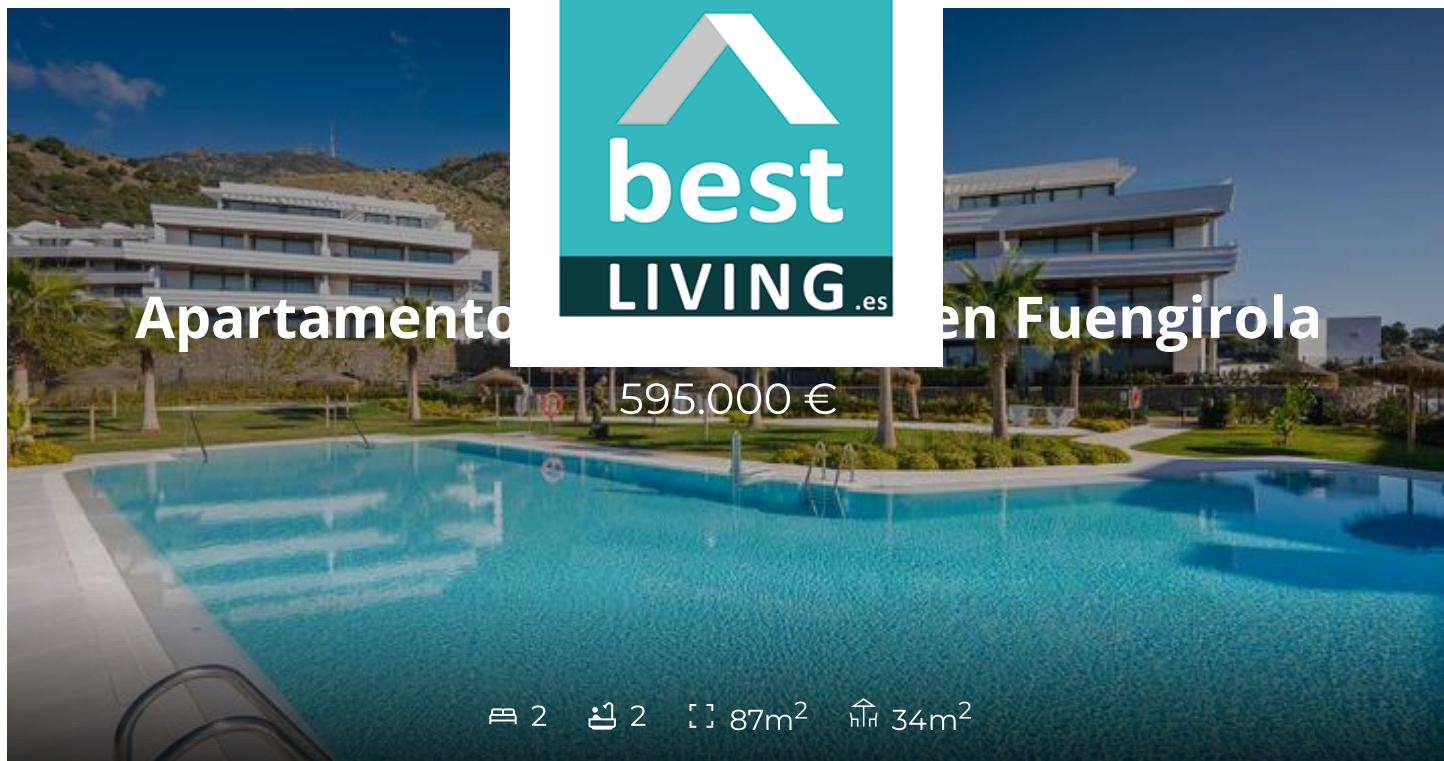 best
LIVING.es
Apartamento en Fuengirola
595.000 €
2 2 87m² 34m²